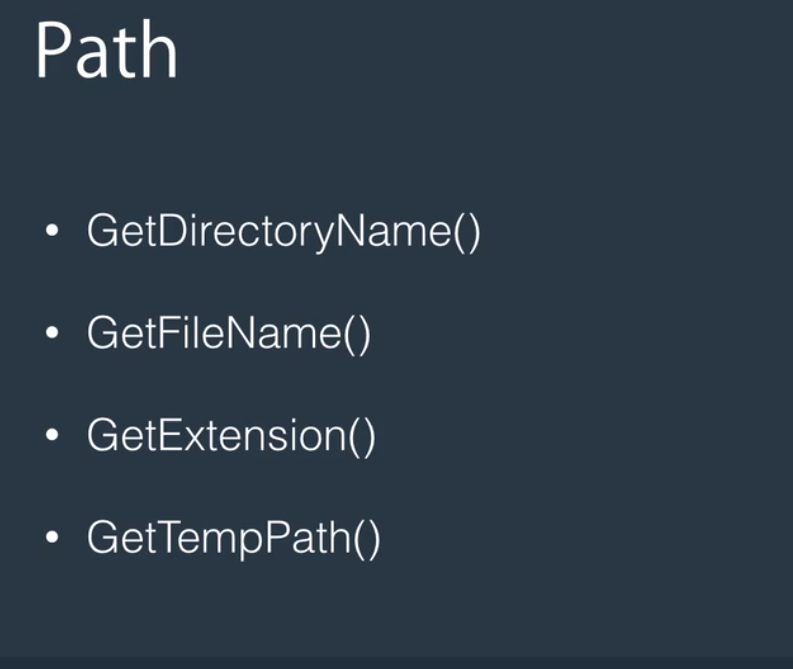 Path
• GetDirectoryName()
• GetFileName()
• GetExtension()
• GetTempPath()